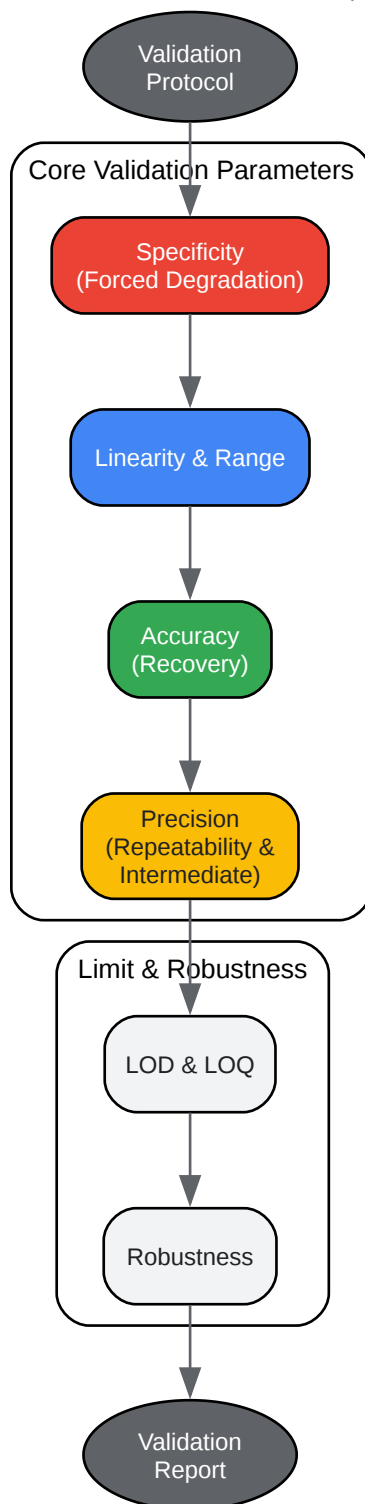 Validation
Protocol
Core Validation Parameters
Specificity
(Forced Degradation)
Linearity & Range
Accuracy
(Recovery)
Precision
(Repeatability &
Intermediate)
Limit & Robustness
LOD & LOQ
Robustness
Validation
Report